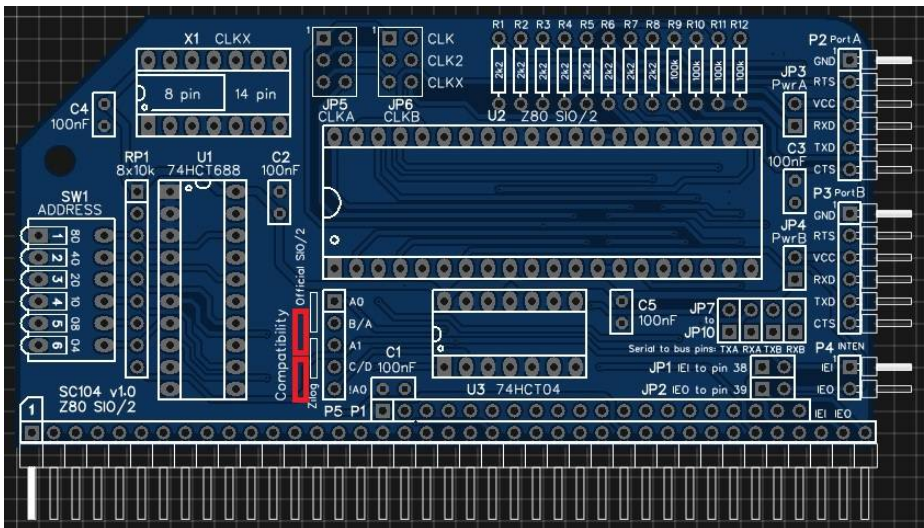 X1 CLKX
8 pin 14 pin
C4
100nF
1
JP5
CLKA
1
JP6
CLKB
CLK
CLK2
CLKX
R1 R2 R3 R4 R5 R6 R7 R8 R9 R10 R11 R12
2k2 2k2 2k2 2k2 2k2 2k2 2k2 2k2 100k 100k 100k 100k
U2 Z80 SIO/2
P2 Port A
1
GND
RTS
VCC
RXD
TXD
CTS
JP3
PwrA
C3
100nF
P3 Port B
1
GND
RTS
VCC
RXD
TXD
CTS
JP4
PwrB
RP1
8x10k
U1
74HCT688
C2
100nF
SW1
ADDRESS
1 80
2 40
3 20
4 10
5 08
6 04
Compatibility
Official SIO/2
Zilog
A0
B/A
A1
C/D
!A0
P5 P1
C1
100nF
U3 74HCT04
C5
100nF
JP7
to
JP10
Serial to bus pins: TXA RXA TXB RXB
JP1 IEI to pin 38
JP2 IEO to pin 39
P4 INTEN
1
IEI
IEO
IEI IEO
SC104 v1.0
Z80 SIO/2
1